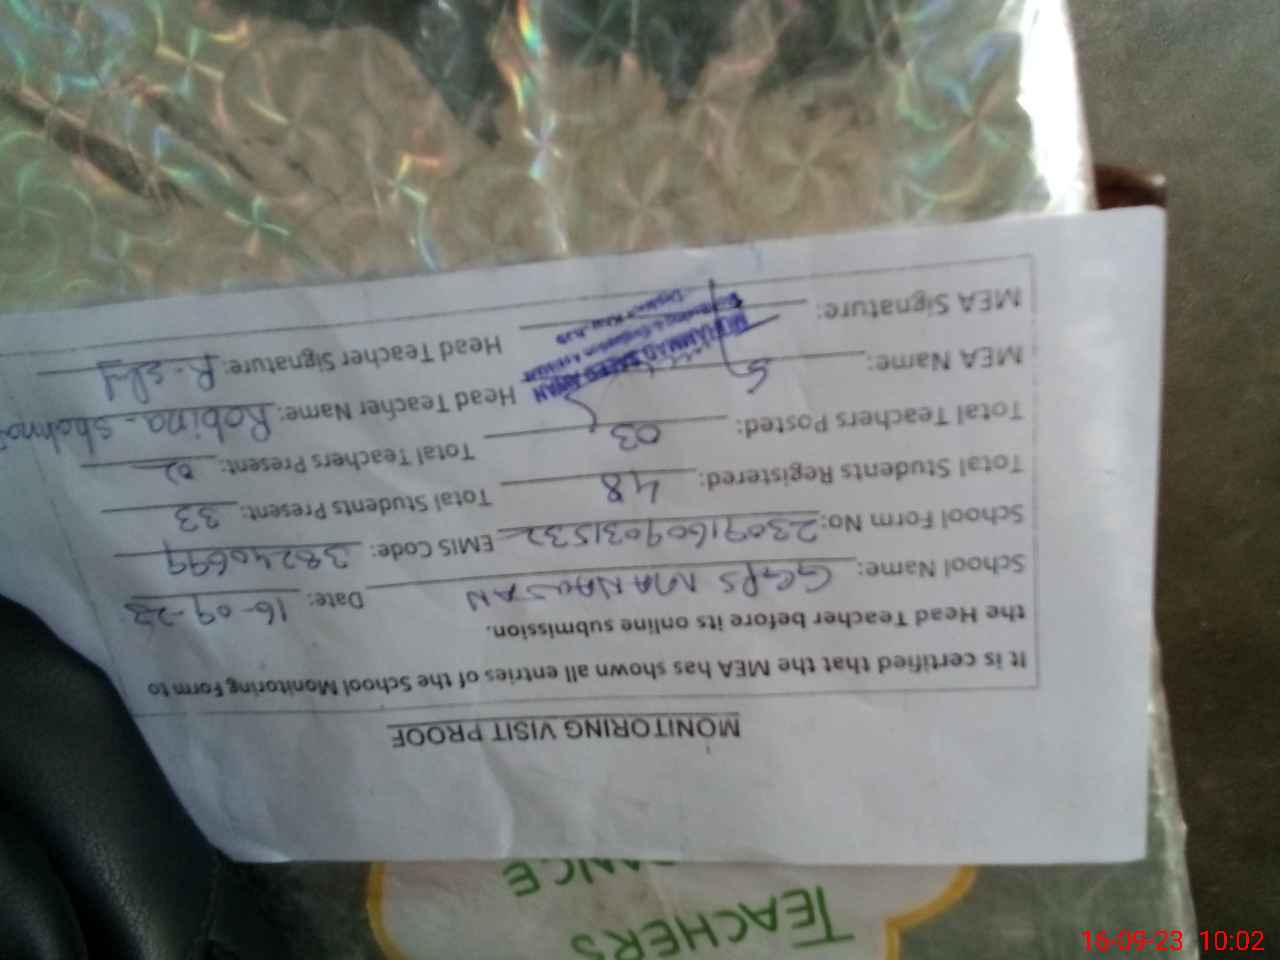 MONITORING VISIT PROOF
It is certified that the MEA has shown all entries of the School Monitoring Form to
the Head Teacher before its online submission.
School Name: GGPS MANAWAN Date: 16-09-23
School Form No: 23091609031532 EMIS Code: 38240699
Total Students Registered: 48 Total Students Present: 33
Total Teachers Posted: 03 Total Teachers Present: 02
MEA Name: Head Teacher Name: Robina
MEA Signature: Head Teacher Signature:
TEACHERS
16-09-23 10:02